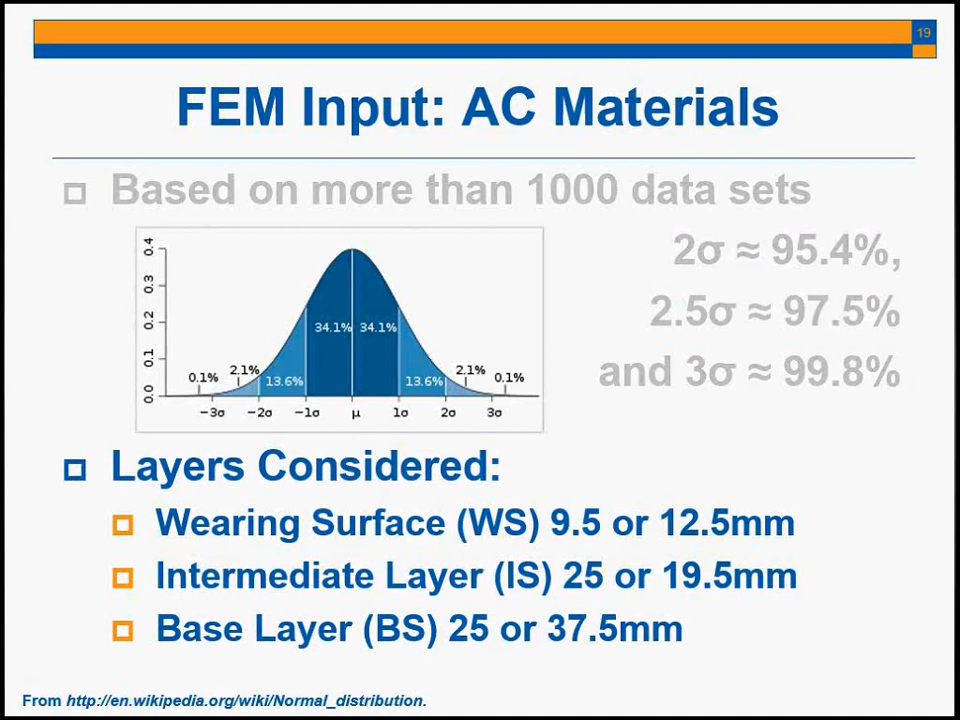 19
FEM Input: AC Materials
Based on more than 1000 data sets
2σ ≈ 95.4%,
2.5σ ≈ 97.5%
and 3σ ≈ 99.8%
0.4
0.3
0.2
0.1
0.0
34.1% 34.1%
0.1% 2.1% 13.6% 13.6% 2.1% 0.1%
−3σ −2σ −1σ μ 1σ 2σ 3σ
Layers Considered:
Wearing Surface (WS) 9.5 or 12.5mm
Intermediate Layer (IS) 25 or 19.5mm
Base Layer (BS) 25 or 37.5mm
From http://en.wikipedia.org/wiki/Normal_distribution.